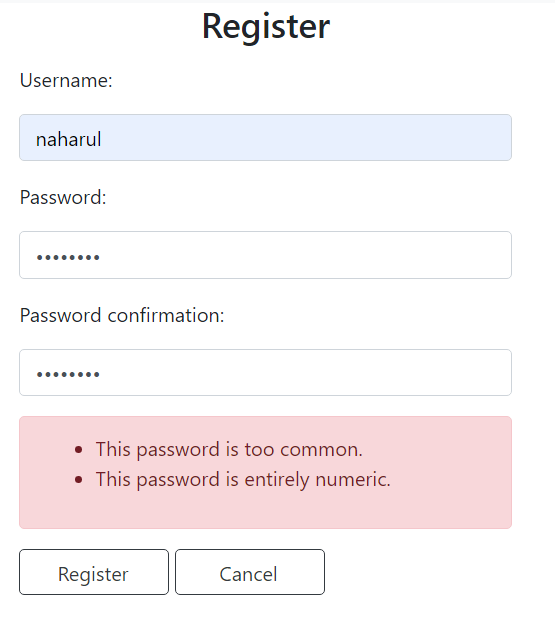 Register
Username:
naharul
Password:
••••••••
Password confirmation:
••••••••
• This password is too common.
• This password is entirely numeric.
Register Cancel